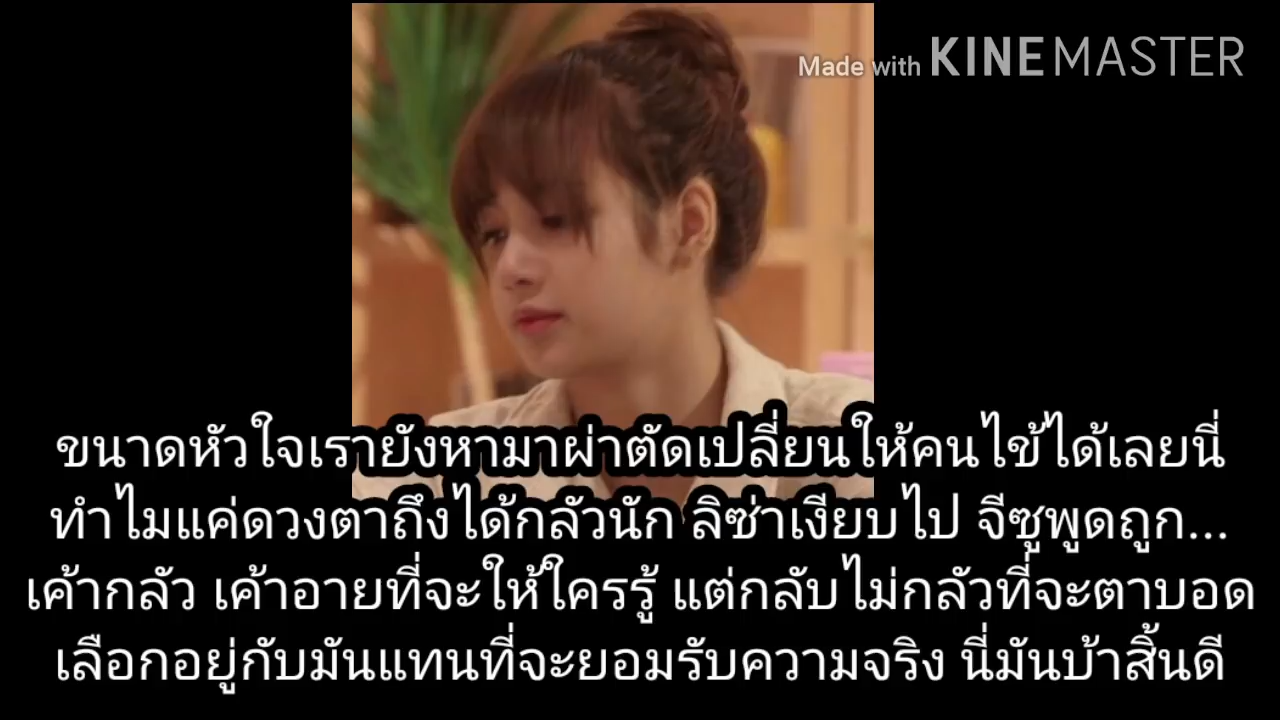 Made with KINEMASTER
ขนาดหัวใจเรายังหามาผ่าตัดเปลี่ยนให้คนไข้ได้เลยนี่
ทำไมแค่ดวงตาถึงได้กลัวนัก ลิซ่าเงียบไป จีซูพูดถูก...
เค้ากลัว เค้าอายที่จะให้ใครรู้ แต่กลับไม่กลัวที่จะตาบอด
เลือกอยู่กับมันแทนที่จะยอมรับความจริง นี่มันบ้าสิ้นดี